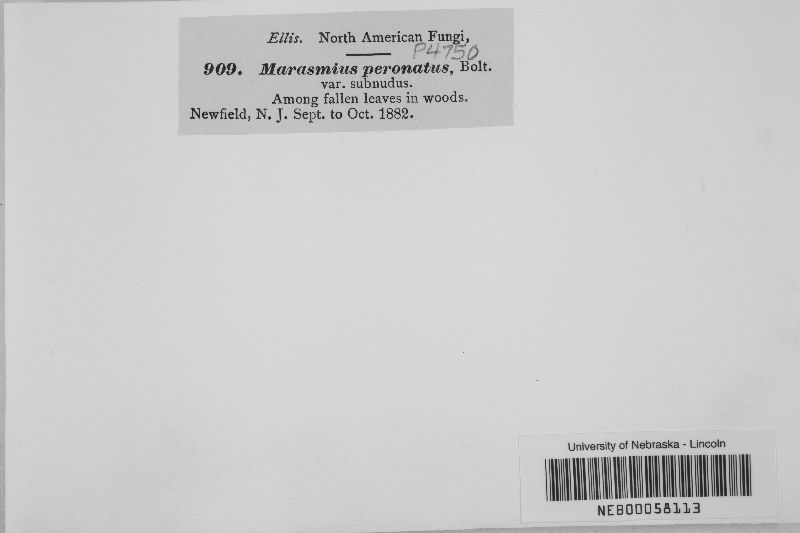 Ellis. North American Fungi,
P4750
909. Marasmius peronatus, Bolt.
var. subnudus.
Among fallen leaves in woods.
Newfield, N. J. Sept. to Oct. 1882.
University of Nebraska - Lincoln
NEB00058113